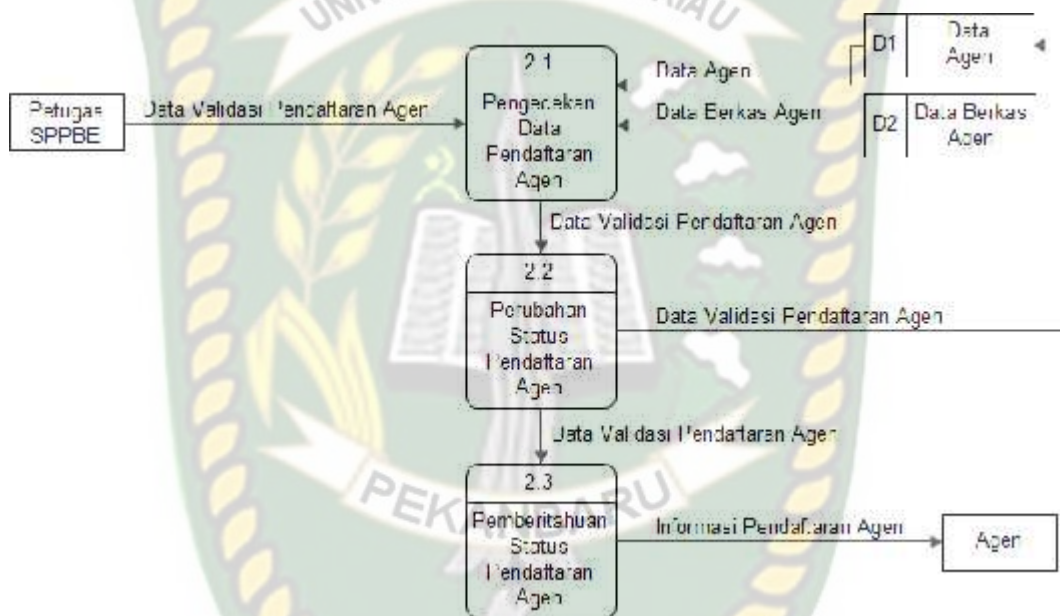 2.1
Pengecekan
Data
Pendaftaran
Agen
Petugas
SPPBE
Data Validasi Pendaftaran Agen
Data Agen
Data Berkas Agen
D1
Data
Agen
D2
Data Berkas
Agen
Data Validasi Pendaftaran Agen
2.2
Perubahan
Status
Pendaftaran
Agen
Data Validasi Pendaftaran Agen
Data Validasi Pendaftaran Agen
2.3
Pemberitahuan
Status
Pendaftaran
Agen
Informasi Pendaftaran Agen
Agen
PEKANBARU